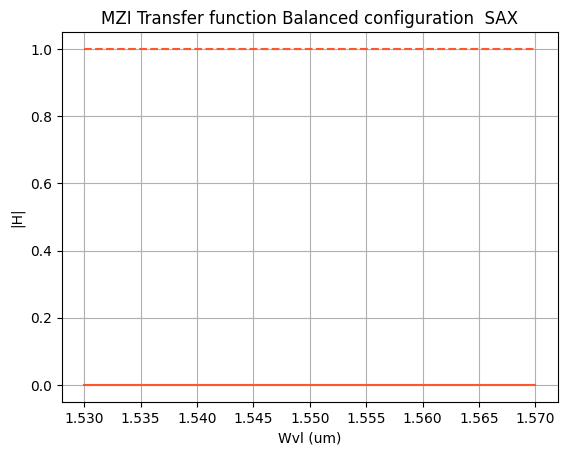 MZI Transfer function Balanced configuration  SAX
1.0
0.8
0.6
0.4
0.2
0.0
|H|
1.530 1.535 1.540 1.545 1.550 1.555 1.560 1.565 1.570
Wvl (um)